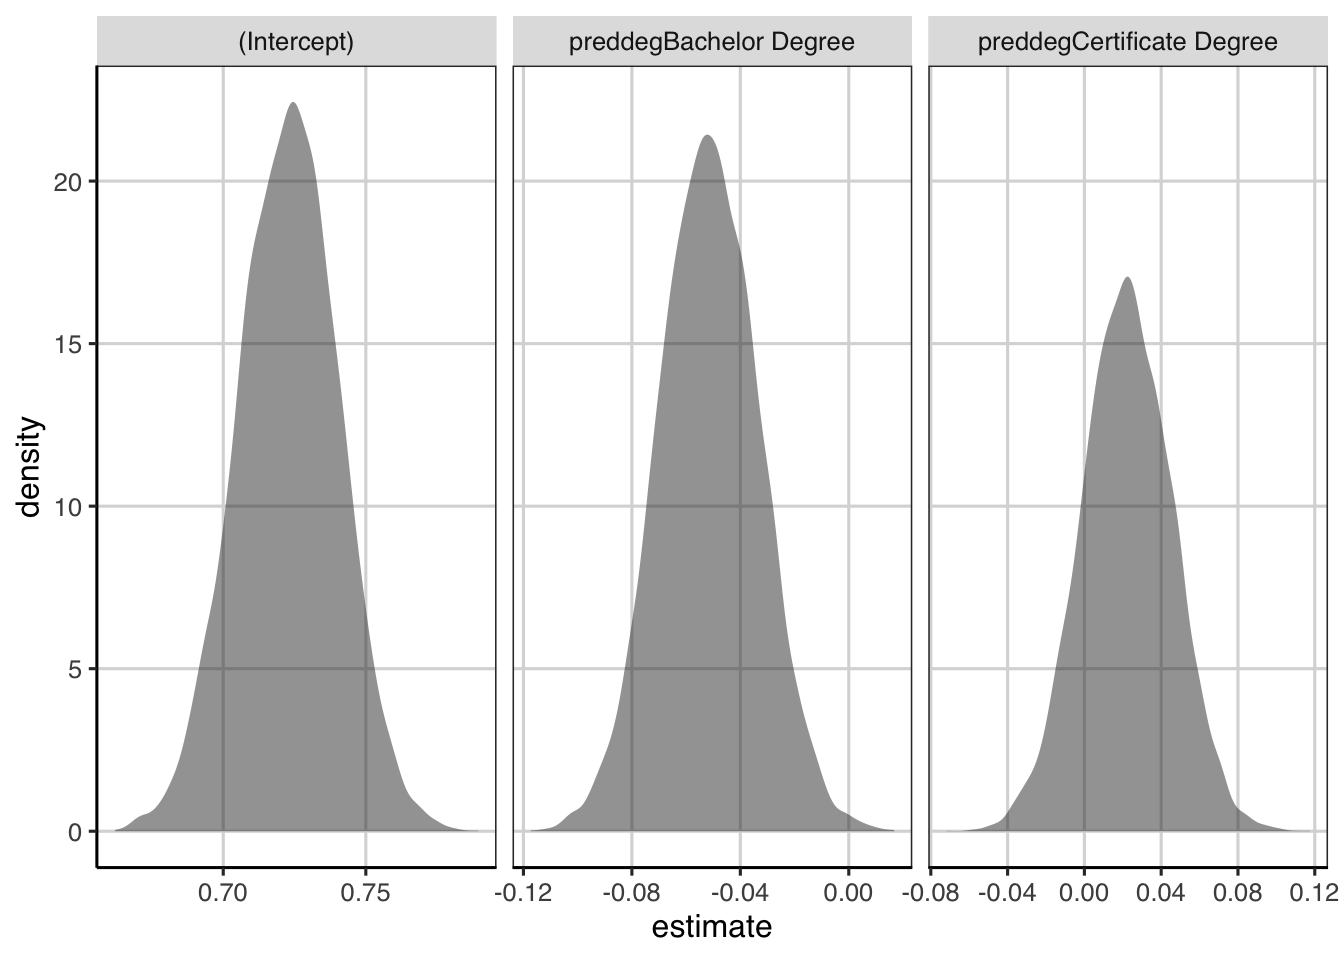 (Intercept) preddegBachelor Degree preddegCertificate Degree
20
15
10
5
0
density
0.70 0.75 -0.12 -0.08 -0.04 0.00 -0.08 -0.04 0.00 0.04 0.08 0.12
estimate